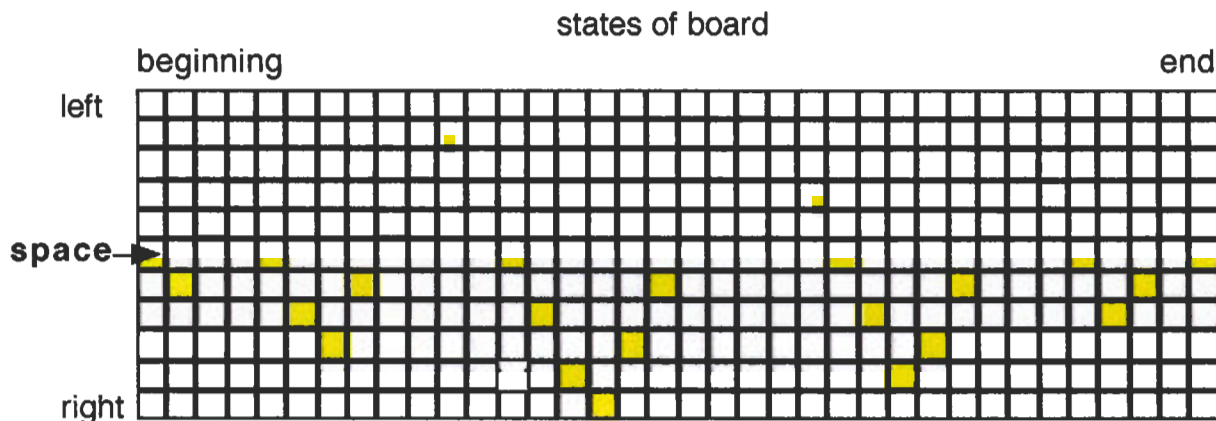 states of board
beginning end
left
space
right